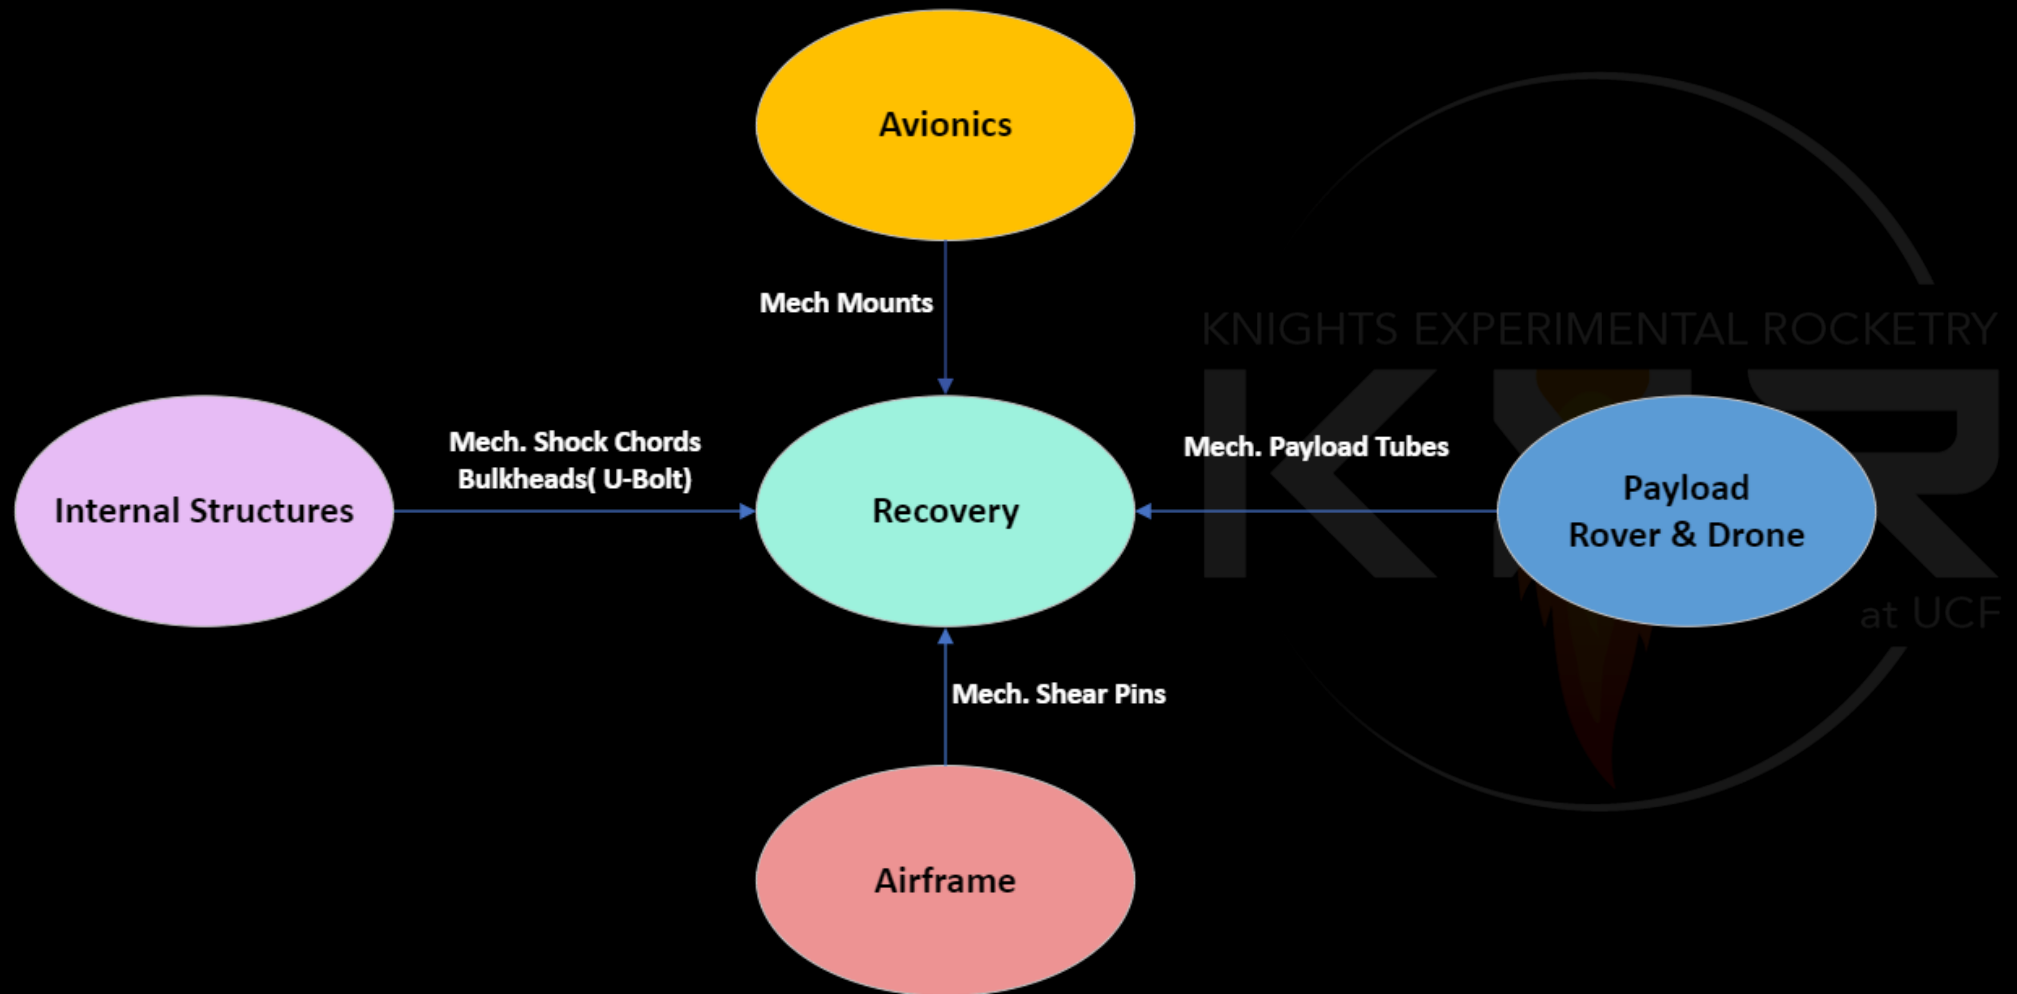 Avionics
Mech Mounts
KNIGHTS EXPERIMENTAL ROCKETRY
Mech. Shock Chords
Bulkheads( U-Bolt)
Mech. Payload Tubes
Internal Structures
Recovery
Payload
Rover & Drone
at UCF
Mech. Shear Pins
Airframe